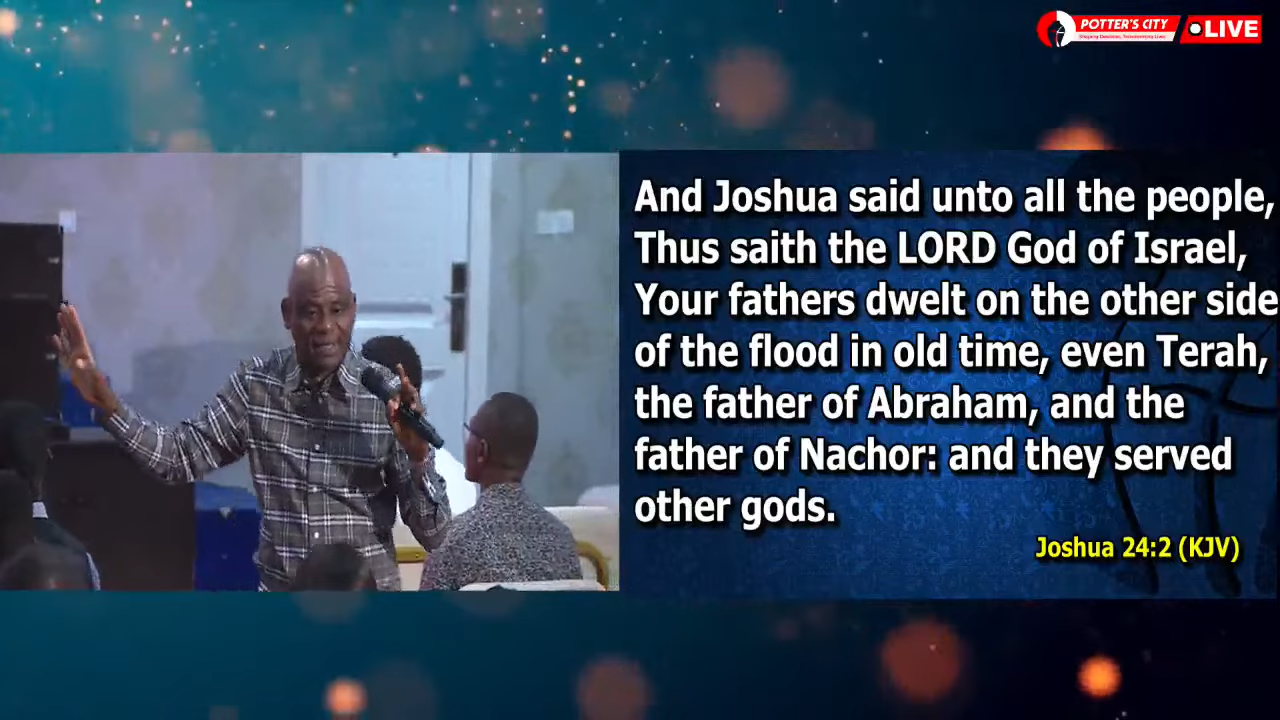 POTTER'S CITY
LIVE
And Joshua said unto all the people,
Thus saith the LORD God of Israel,
Your fathers dwelt on the other side
of the flood in old time, even Terah,
the father of Abraham, and the
father of Nachor: and they served
other gods.
Joshua 24:2 (KJV)